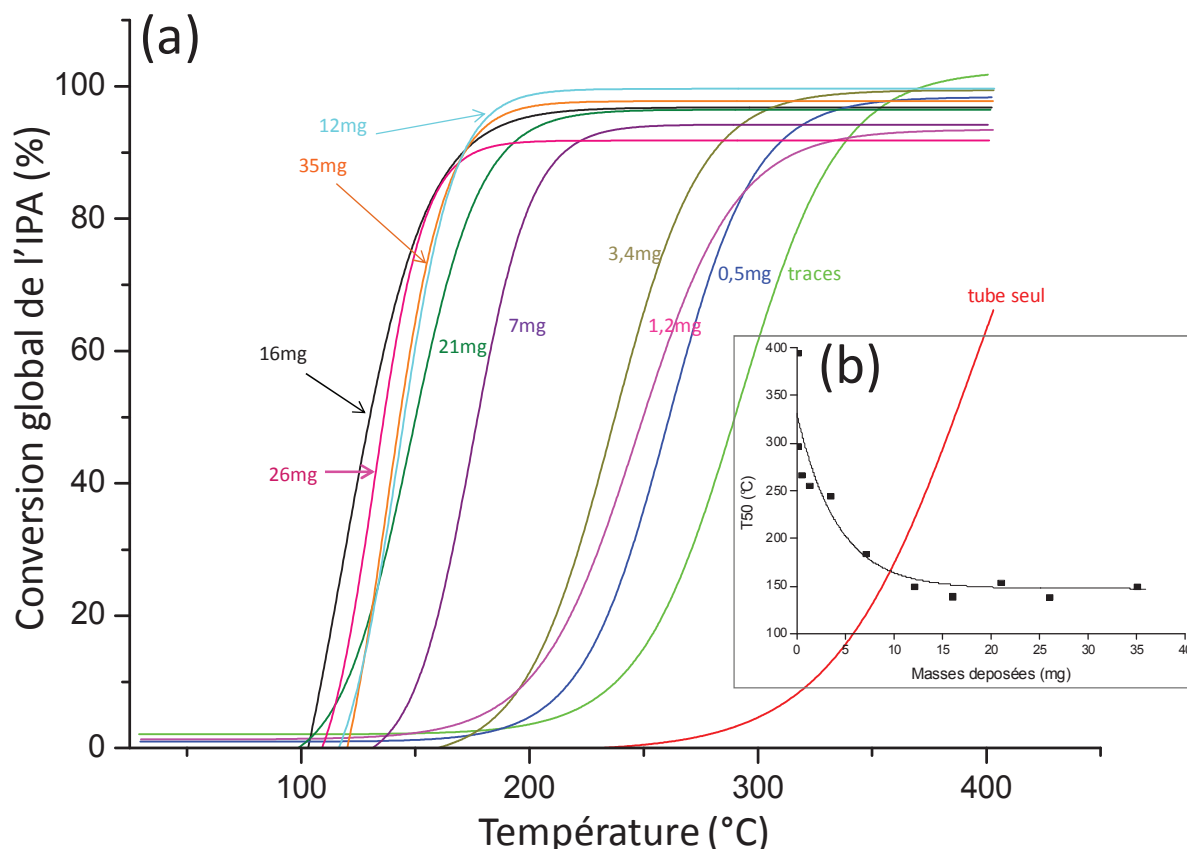 (a)
Conversion global de l'IPA (%)
100
80
60
40
20
0
12mg
35mg
16mg
26mg
21mg
7mg
3,4mg
1,2mg
0,5mg
traces
tube seul
100
200
300
400
Température (°C)
(b)
T50 (°C)
400
350
300
250
200
150
100
0
5
10
15
20
25
30
35
40
Masses deposées (mg)